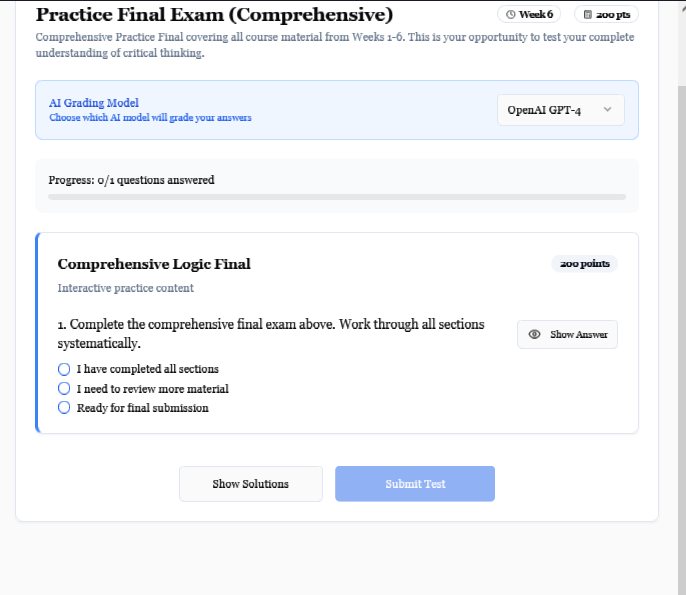 Practice Final Exam (Comprehensive)
Week 6
200 pts
Comprehensive Practice Final covering all course material from Weeks 1-6. This is your opportunity to test your complete
understanding of critical thinking.
AI Grading Model
Choose which AI model will grade your answers
OpenAI GPT-4
Progress: 0/1 questions answered
Comprehensive Logic Final
200 points
Interactive practice content
1. Complete the comprehensive final exam above. Work through all sections
systematically.
Show Answer
I have completed all sections
I need to review more material
Ready for final submission
Show Solutions
Submit Test